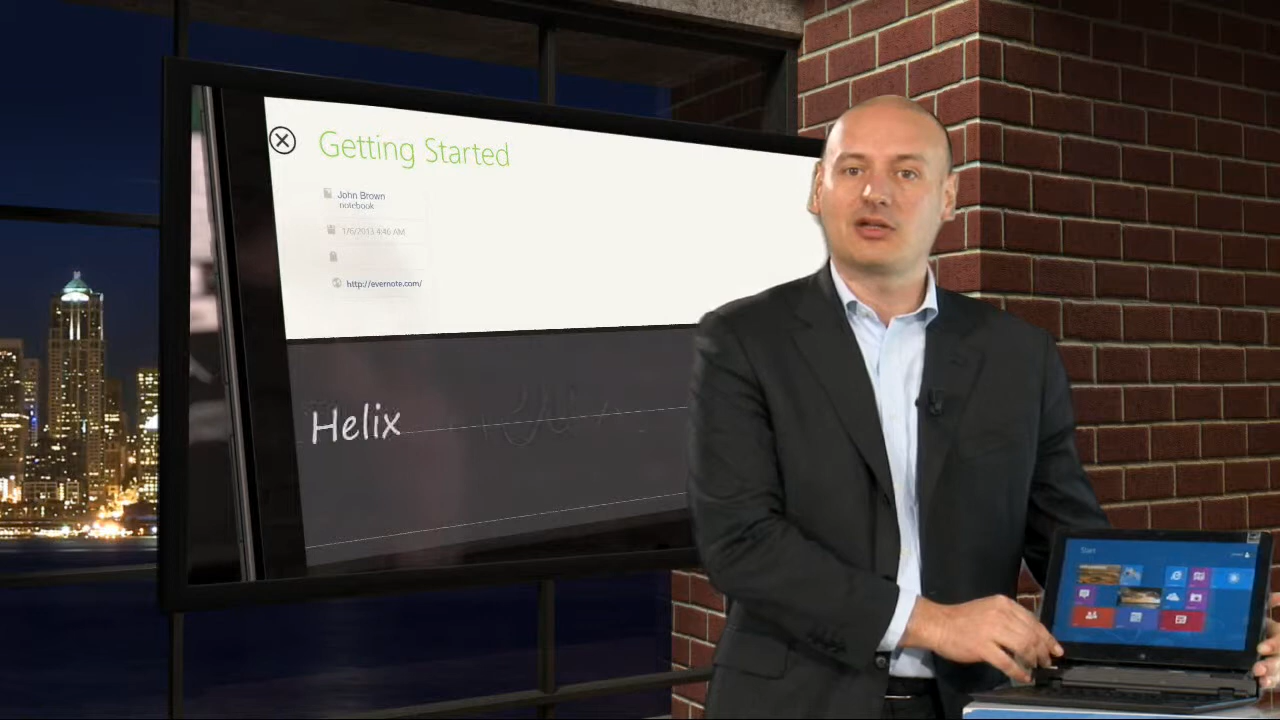 Getting Started
John Brown
notebook
1/6/2013 4:46 AM
http://evernote.com/
Helix
Start